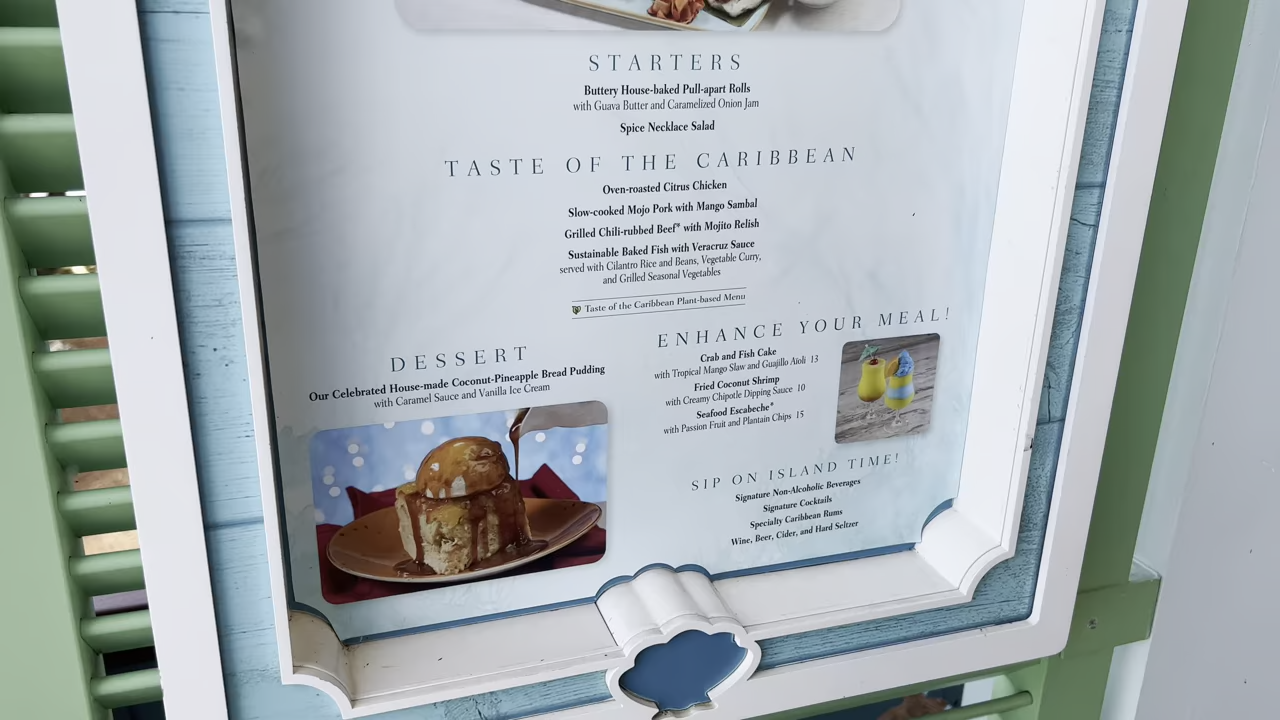 STARTERS
Buttery House-baked Pull-apart Rolls
with Guava Butter and Caramelized Onion Jam
Spice Necklace Salad
TASTE OF THE CARIBBEAN
Oven-roasted Citrus Chicken
Slow-cooked Mojo Pork with Mango Sambal
Grilled Chili-rubbed Beef* with Mojito Relish
Sustainable Baked Fish with Veracruz Sauce
served with Cilantro Rice and Beans, Vegetable Curry,
and Grilled Seasonal Vegetables
Taste of the Caribbean Plant-based Menu
DESSERT
Our Celebrated House-made Coconut-Pineapple Bread Pudding
with Caramel Sauce and Vanilla Ice Cream
ENHANCE YOUR MEAL!
Crab and Fish Cake
with Tropical Mango Slaw and Guajillo Aïoli 13
Fried Coconut Shrimp
with Creamy Chipotle Dipping Sauce 10
Seafood Escabeche*
with Passion Fruit and Plantain Chips 15
SIP ON ISLAND TIME!
Signature Non-Alcoholic Beverages
Signature Cocktails
Specialty Caribbean Rums
Wine, Beer, Cider, and Hard Seltzer